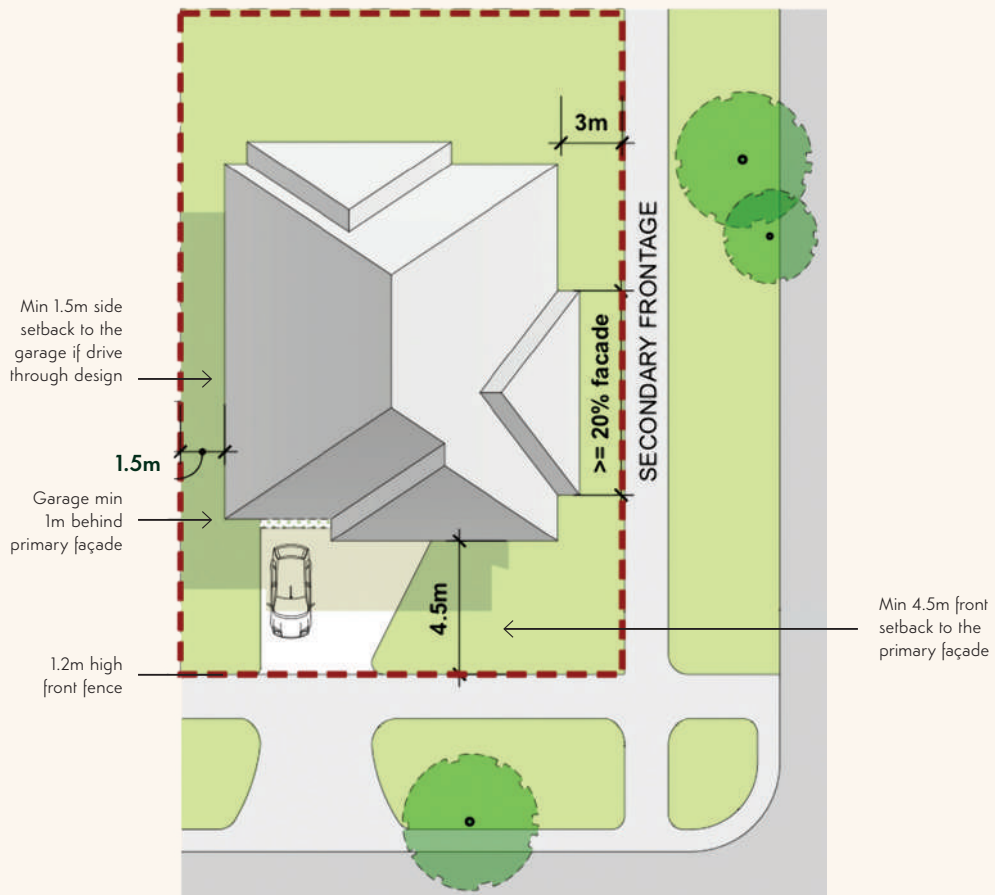 3m
SECONDARY FRONTAGE
>= 20% facade
Min 1.5m side
setback to the
garage if drive
through design
1.5m
Garage min
1m behind
primary façade
4.5m
Min 4.5m front
setback to the
primary façade
1.2m high
front fence